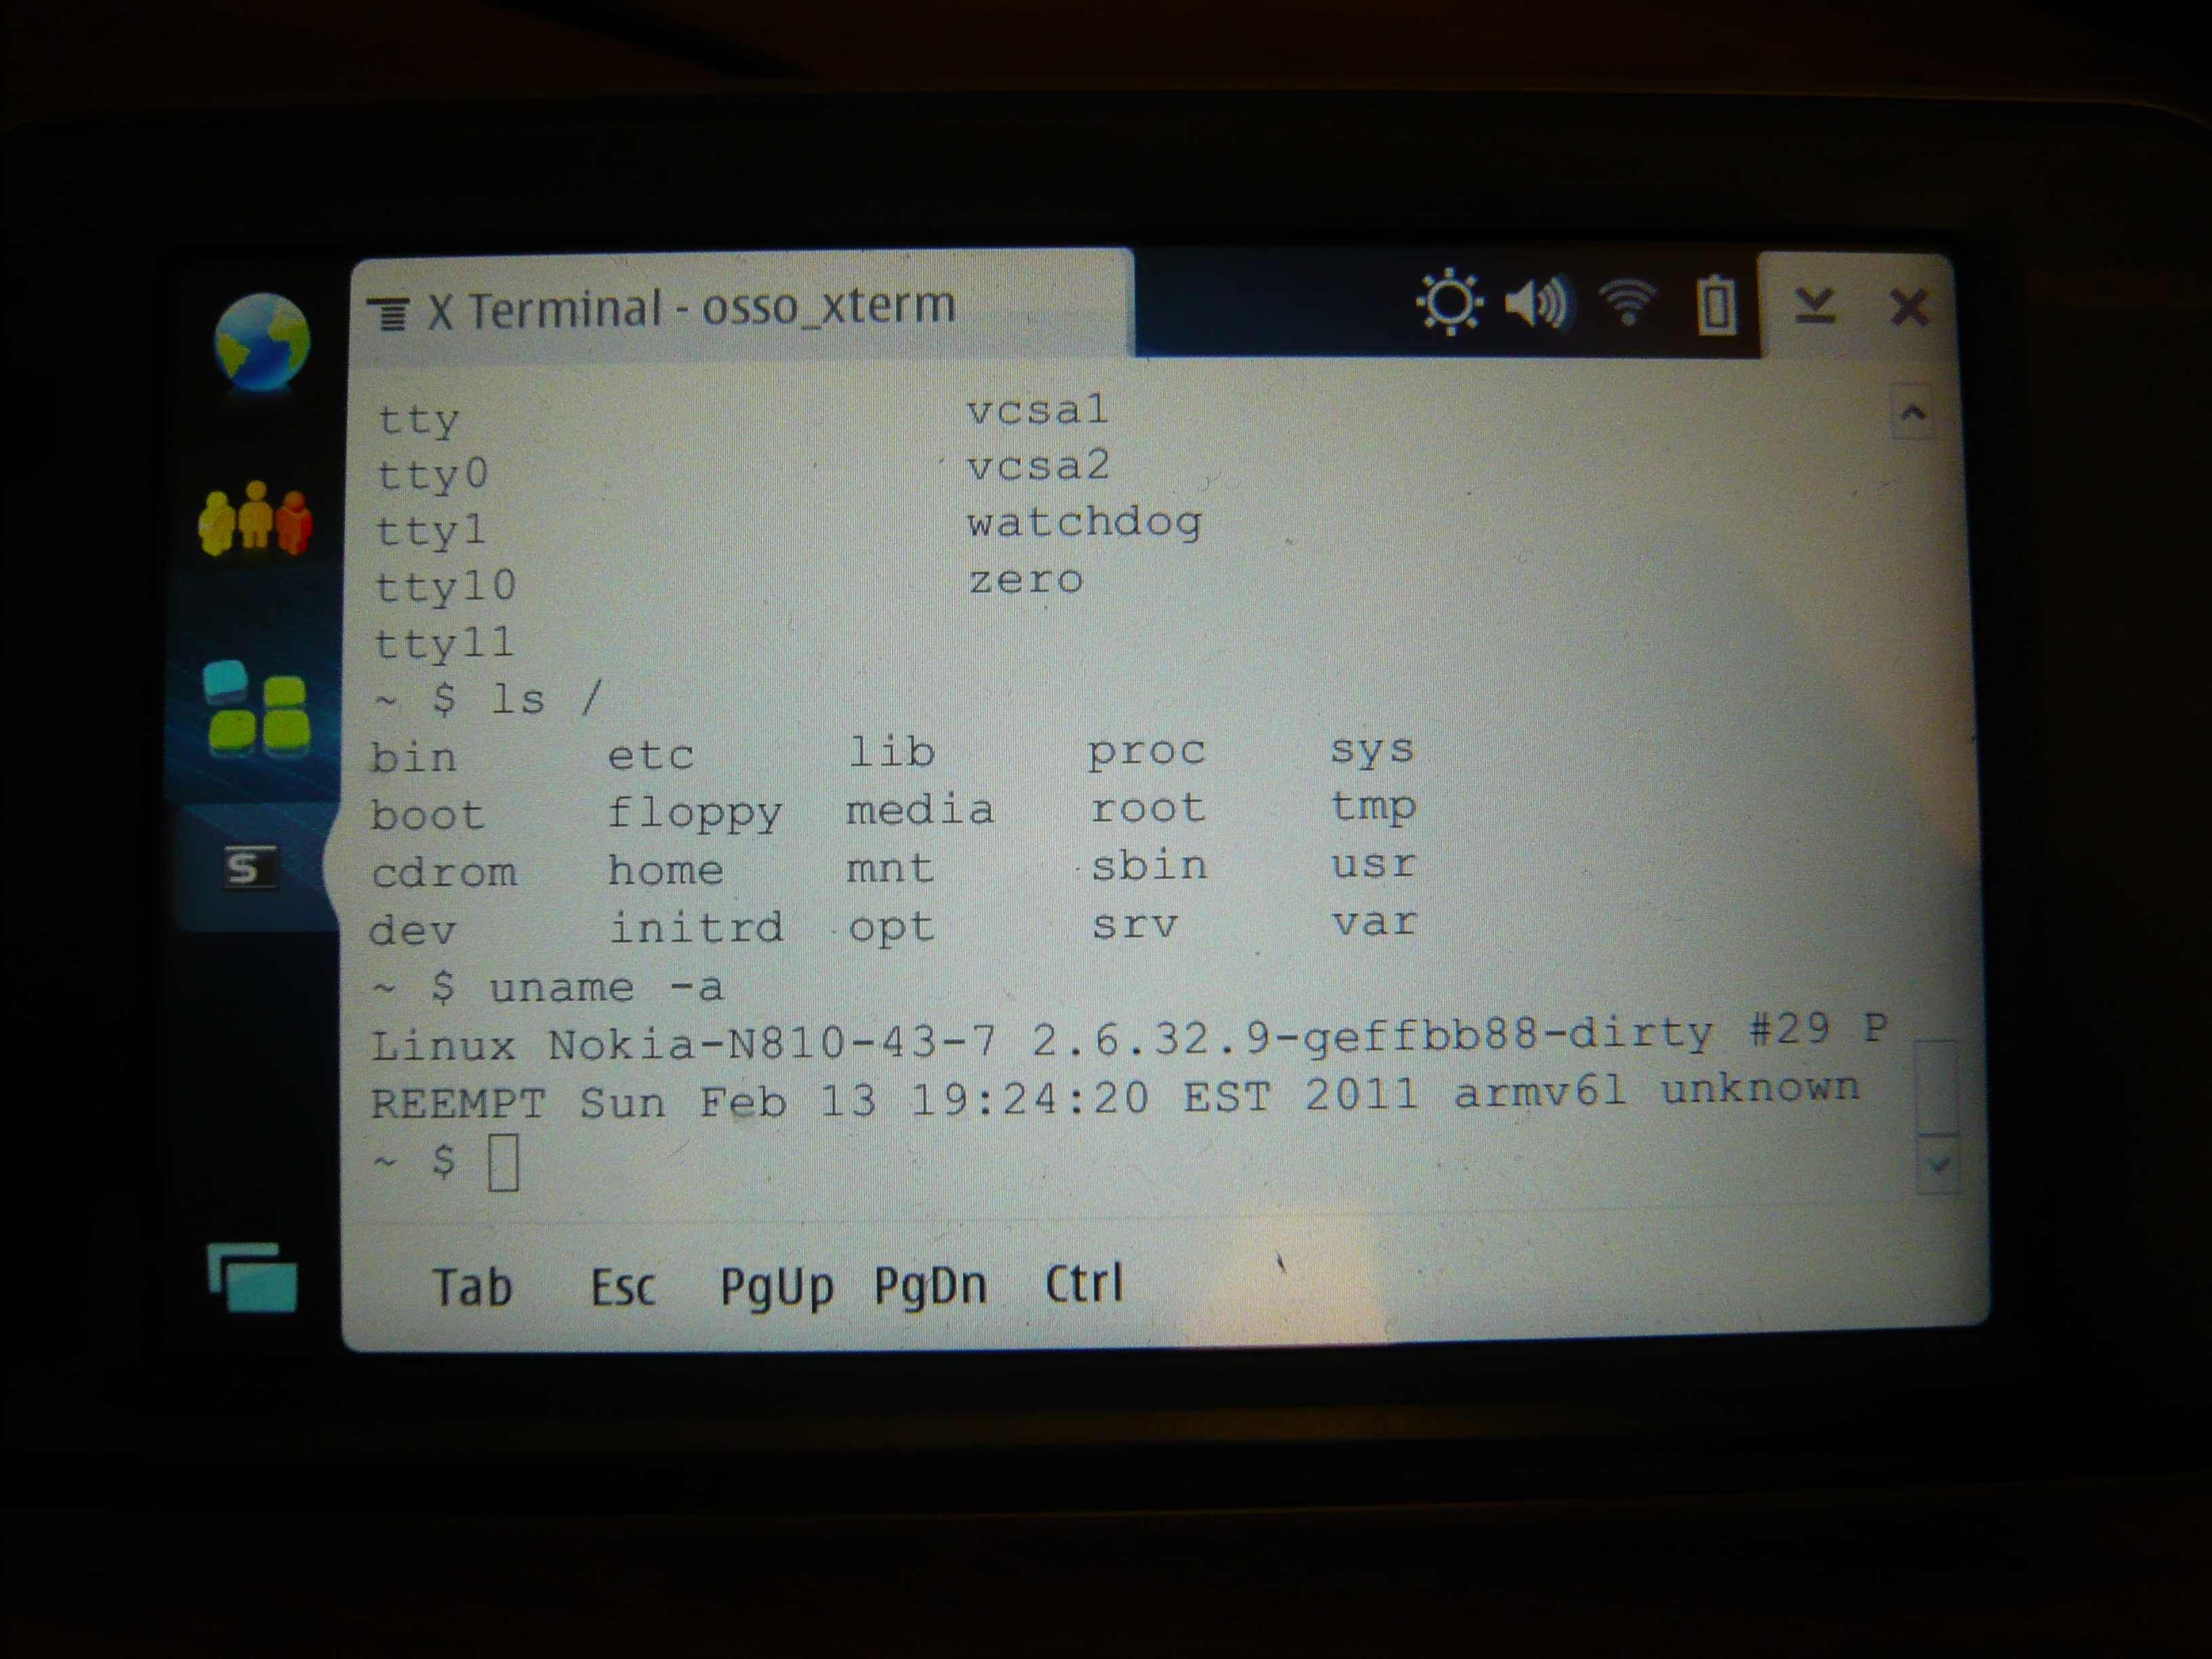 X Terminal - osso_xterm
tty vcsa1
tty0 vcsa2
tty1 watchdog
tty10 zero
tty11
~ $ ls /
bin etc lib proc sys
boot floppy media root tmp
cdrom home mnt sbin usr
dev initrd opt srv var
~ $ uname -a
Linux Nokia-N810-43-7 2.6.32.9-geffbb88-dirty #29 P
REEMPT Sun Feb 13 19:24:20 EST 2011 armv6l unknown
~ $
Tab Esc PgUp PgDn Ctrl